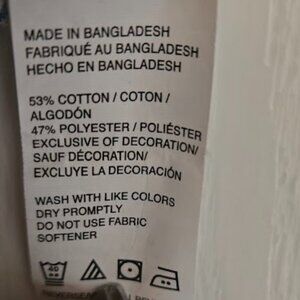 MADE IN BANGLADESH
FABRIQUÉ AU BANGLADESH
HECHO EN BANGLADESH
53% COTTON / COTON /
ALGODÓN
47% POLYESTER / POLIÉSTER
EXCLUSIVE OF DECORATION/
SAUF DÉCORATION/
EXCLUYE LA DECORACIÓN
WASH WITH LIKE COLORS
DRY PROMPTLY
DO NOT USE FABRIC
SOFTENER
40